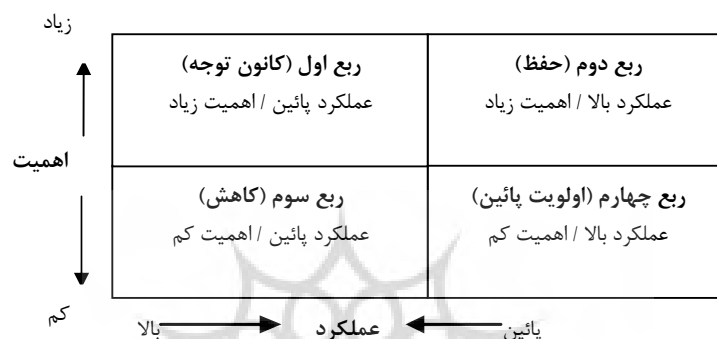 زیاد
ربع اول (کانون توجه)
عملکرد پائین / اهمیت زیاد
ربع دوم (حفظ)
عملکرد بالا / اهمیت زیاد
اهمیت
ربع سوم (کاهش)
عملکرد پائین / اهمیت کم
ربع چهارم (اولویت پائین)
عملکرد بالا / اهمیت کم
کم
بالا
عملکرد
پائین